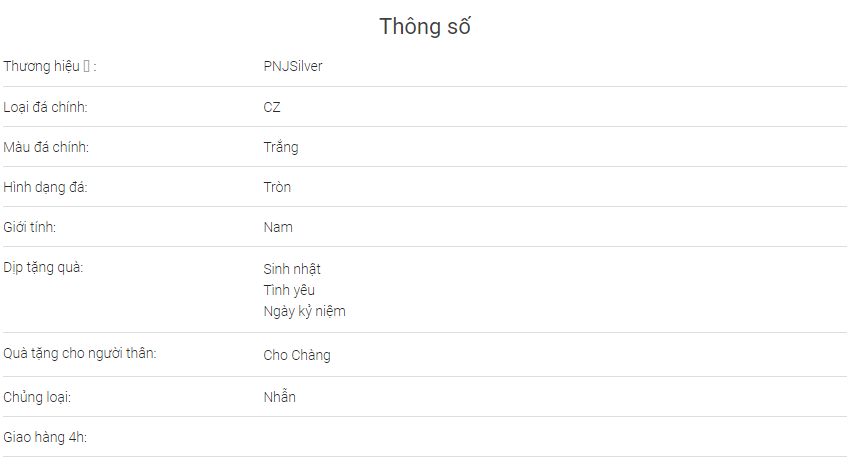 Thông số
Thương hiệu ▯ : PNJSilver
Loại đá chính: CZ
Màu đá chính: Trắng
Hình dạng đá: Tròn
Giới tính: Nam
Dịp tặng quà: Sinh nhật
Tình yêu
Ngày kỷ niệm
Quà tặng cho người thân: Cho Chàng
Chủng loại: Nhẫn
Giao hàng 4h: